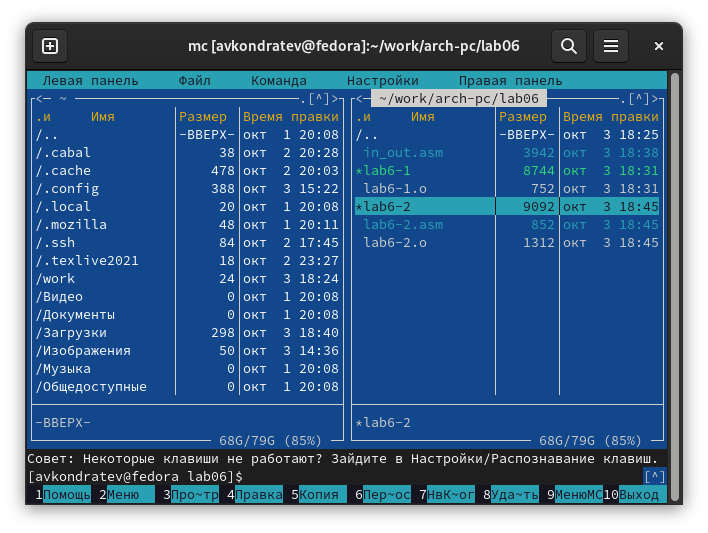 mc [avkondratev@fedora]:~/work/arch-pc/lab06
Левая панель Файл Команда Настройки Правая панель
<— ~ .[^]> <— ~/work/arch-pc/lab06 .[^]>
.и Имя Размер Время правки .и Имя Размер Время правки
/.. -ВВЕРХ- окт 1 20:08 /.. -ВВЕРХ- окт 3 18:25
/.cabal 38 окт 2 20:28 in_out.asm 3942 окт 3 18:38
/.cache 478 окт 2 20:03 *lab6-1 8744 окт 3 18:31
/.config 388 окт 3 15:22 lab6-1.o 752 окт 3 18:31
/.local 20 окт 1 20:08 *lab6-2 9092 окт 3 18:45
/.mozilla 48 окт 1 20:11 lab6-2.asm 852 окт 3 18:45
/.ssh 84 окт 2 17:45 lab6-2.o 1312 окт 3 18:45
/.texlive2021 18 окт 2 23:27
/work 24 окт 3 18:24
/Видео 0 окт 1 20:08
/Документы 0 окт 1 20:08
/Загрузки 298 окт 3 18:40
/Изображения 50 окт 3 14:36
/Музыка 0 окт 1 20:08
/Общедоступные 0 окт 1 20:08
-ВВЕРХ- *lab6-2
68G/79G (85%) 68G/79G (85%)
Совет: Некоторые клавиши не работают? Зайдите в Настройки/Распознавание клавиш.
[avkondratev@fedora lab06]$ [^]
1Помощь 2Меню 3Про~тр 4Правка 5Копия 6Пер~ос 7НвК~ог 8Уда~ть 9МенюMC 10Выход